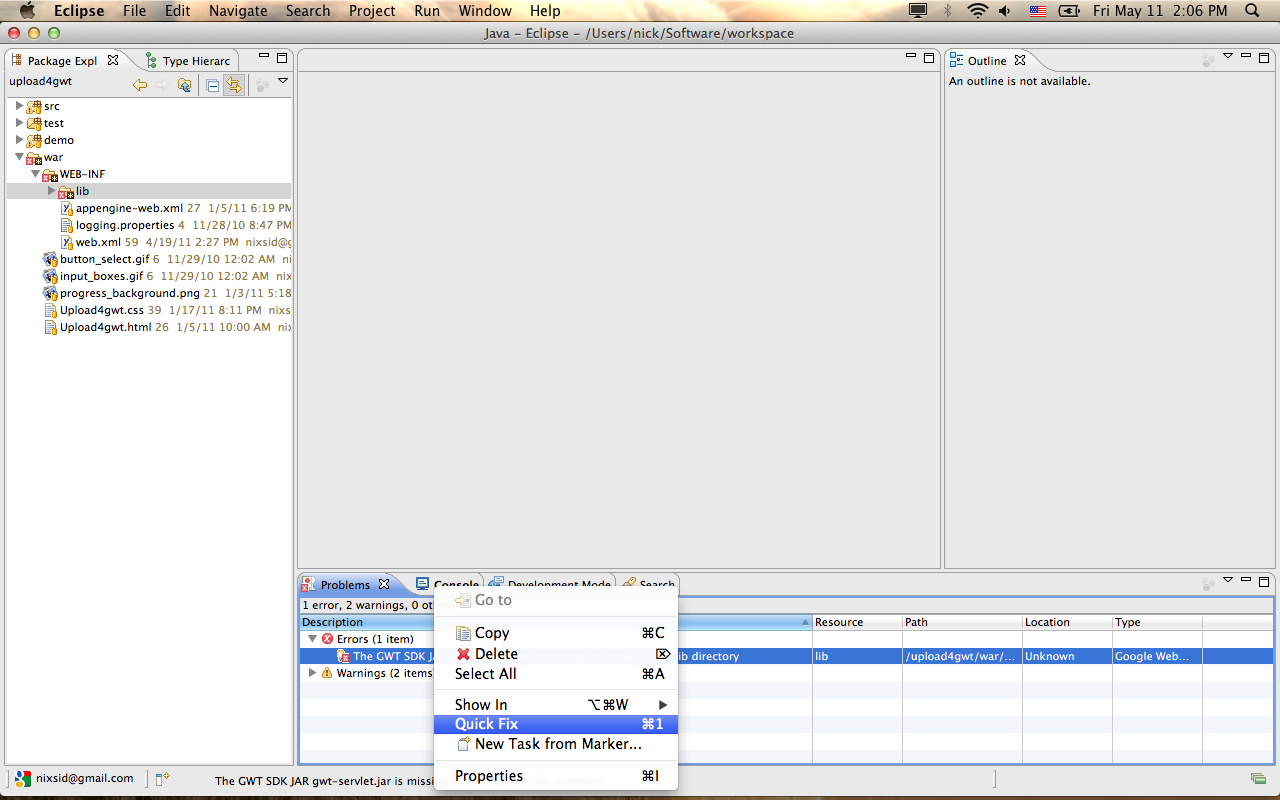 Eclipse File Edit Navigate Search Project Run Window Help Fri May 11 2:06 PM
Java – Eclipse – /Users/nick/Software/workspace
Package Expl Type Hierarc
upload4gwt
src
test
demo
war
WEB-INF
lib
appengine-web.xml 27 1/5/11 6:19 PM
logging.properties 4 11/28/10 8:47 PM
web.xml 59 4/19/11 2:27 PM nixsid@g
button_select.gif 6 11/29/10 12:02 AM ni
input_boxes.gif 6 11/29/10 12:02 AM nix
progress_background.png 21 1/3/11 5:18
Upload4gwt.css 39 1/17/11 8:11 PM nixs
Upload4gwt.html 26 1/5/11 10:00 AM nix
Outline
An outline is not available.
Problems Console Development Mode Search
1 error, 2 warnings, 0 ot
Description Resource Path Location Type
Errors (1 item)
The GWT SDK JA ib directory lib /upload4gwt/war/... Unknown Google Web...
Warnings (2 items
Go to
Copy ⌘C
Delete ⌦
Select All ⌘A
Show In ⌥⌘W
Quick Fix ⌘1
New Task from Marker...
Properties ⌘I
nixsid@gmail.com
The GWT SDK JAR gwt-servlet.jar is missi